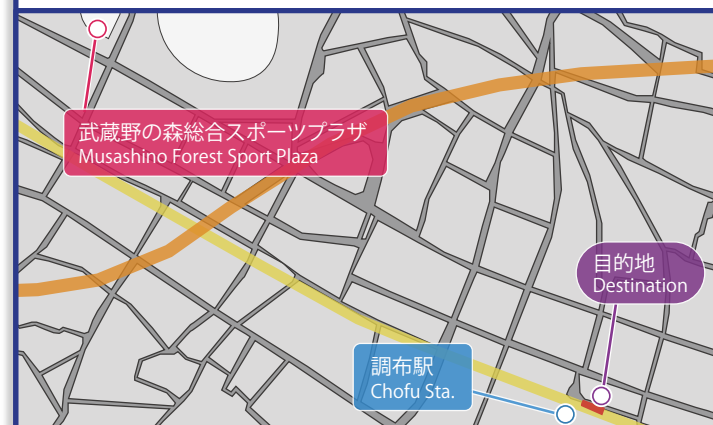 武蔵野の森総合スポーツプラザ
Musashino Forest Sport Plaza
目的地
Destination
調布駅
Chofu Sta.